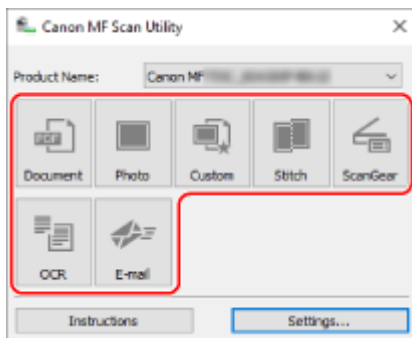 Canon MF Scan Utility
Product Name: Canon MF
PDF
Document Photo Custom Stitch ScanGear
OCR E-mail
Instructions Settings...